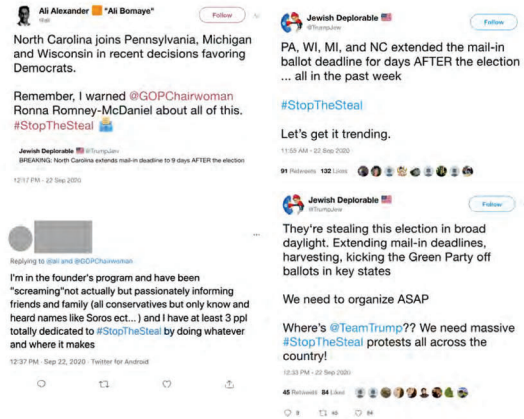 Ali Alexander "Ali Bomaye"
@ali
Follow
North Carolina joins Pennsylvania, Michigan
and Wisconsin in recent decisions favoring
Democrats.
Remember, I warned @GOPChairwoman
Ronna Romney-McDaniel about all of this.
#StopTheSteal
Jewish Deplorable @TrumpJew
BREAKING: North Carolina extends mail-in deadline to 9 days AFTER the election
12:17 PM - 22 Sep 2020
Replying to @ali and @GOPChairwoman
I'm in the founder's program and have been
"screaming"not actually but passionately informing
friends and family (all conservatives but only know and
heard names like Soros ect... ) and I have at least 3 ppl
totally dedicated to #StopTheSteal by doing whatever
and where it makes
12:37 PM · Sep 22, 2020 · Twitter for Android
Jewish Deplorable
@TrumpJew
Follow
PA, WI, MI, and NC extended the mail-in
ballot deadline for days AFTER the election
... all in the past week
#StopTheSteal
Let's get it trending.
11:55 AM - 22 Sep 2020
91 Retweets 132 Likes
Jewish Deplorable
@TrumpJew
Follow
They're stealing this election in broad
daylight. Extending mail-in deadlines,
harvesting, kicking the Green Party off
ballots in key states
We need to organize ASAP
Where's @TeamTrump?? We need massive
#StopTheSteal protests all across the
country!
12:33 PM - 22 Sep 2020
45 Retweets 84 Likes
9 45 84